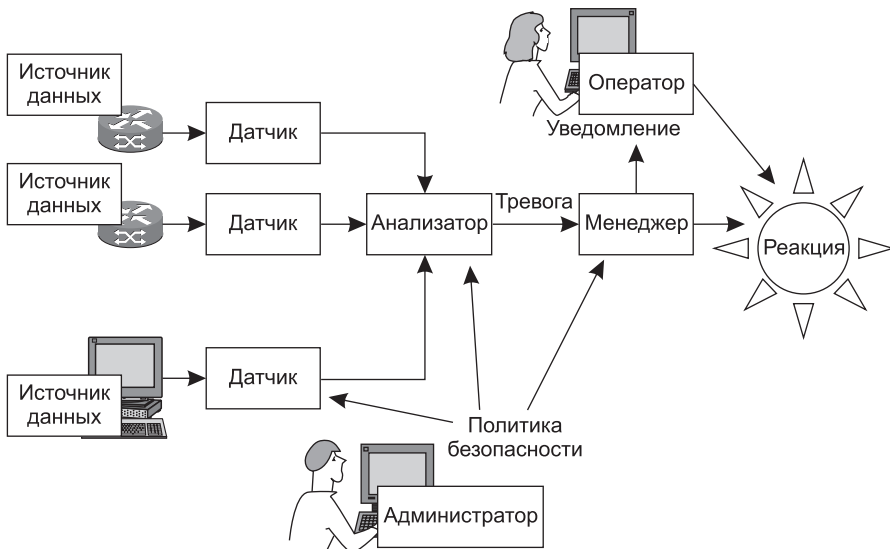 Источник
данных
Датчик
Источник
данных
Датчик
Источник
данных
Датчик
Анализатор
Тревога
Менеджер
Уведомление
Оператор
Реакция
Политика
безопасности
Администратор